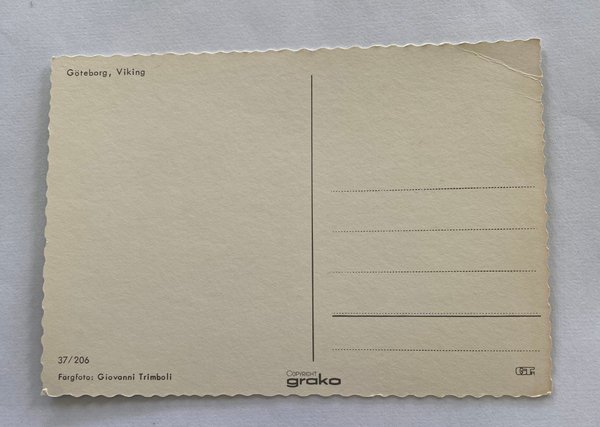 Göteborg, Viking
37/206
Färgfoto: Giovanni Trimboli
COPYRIGHT
grako